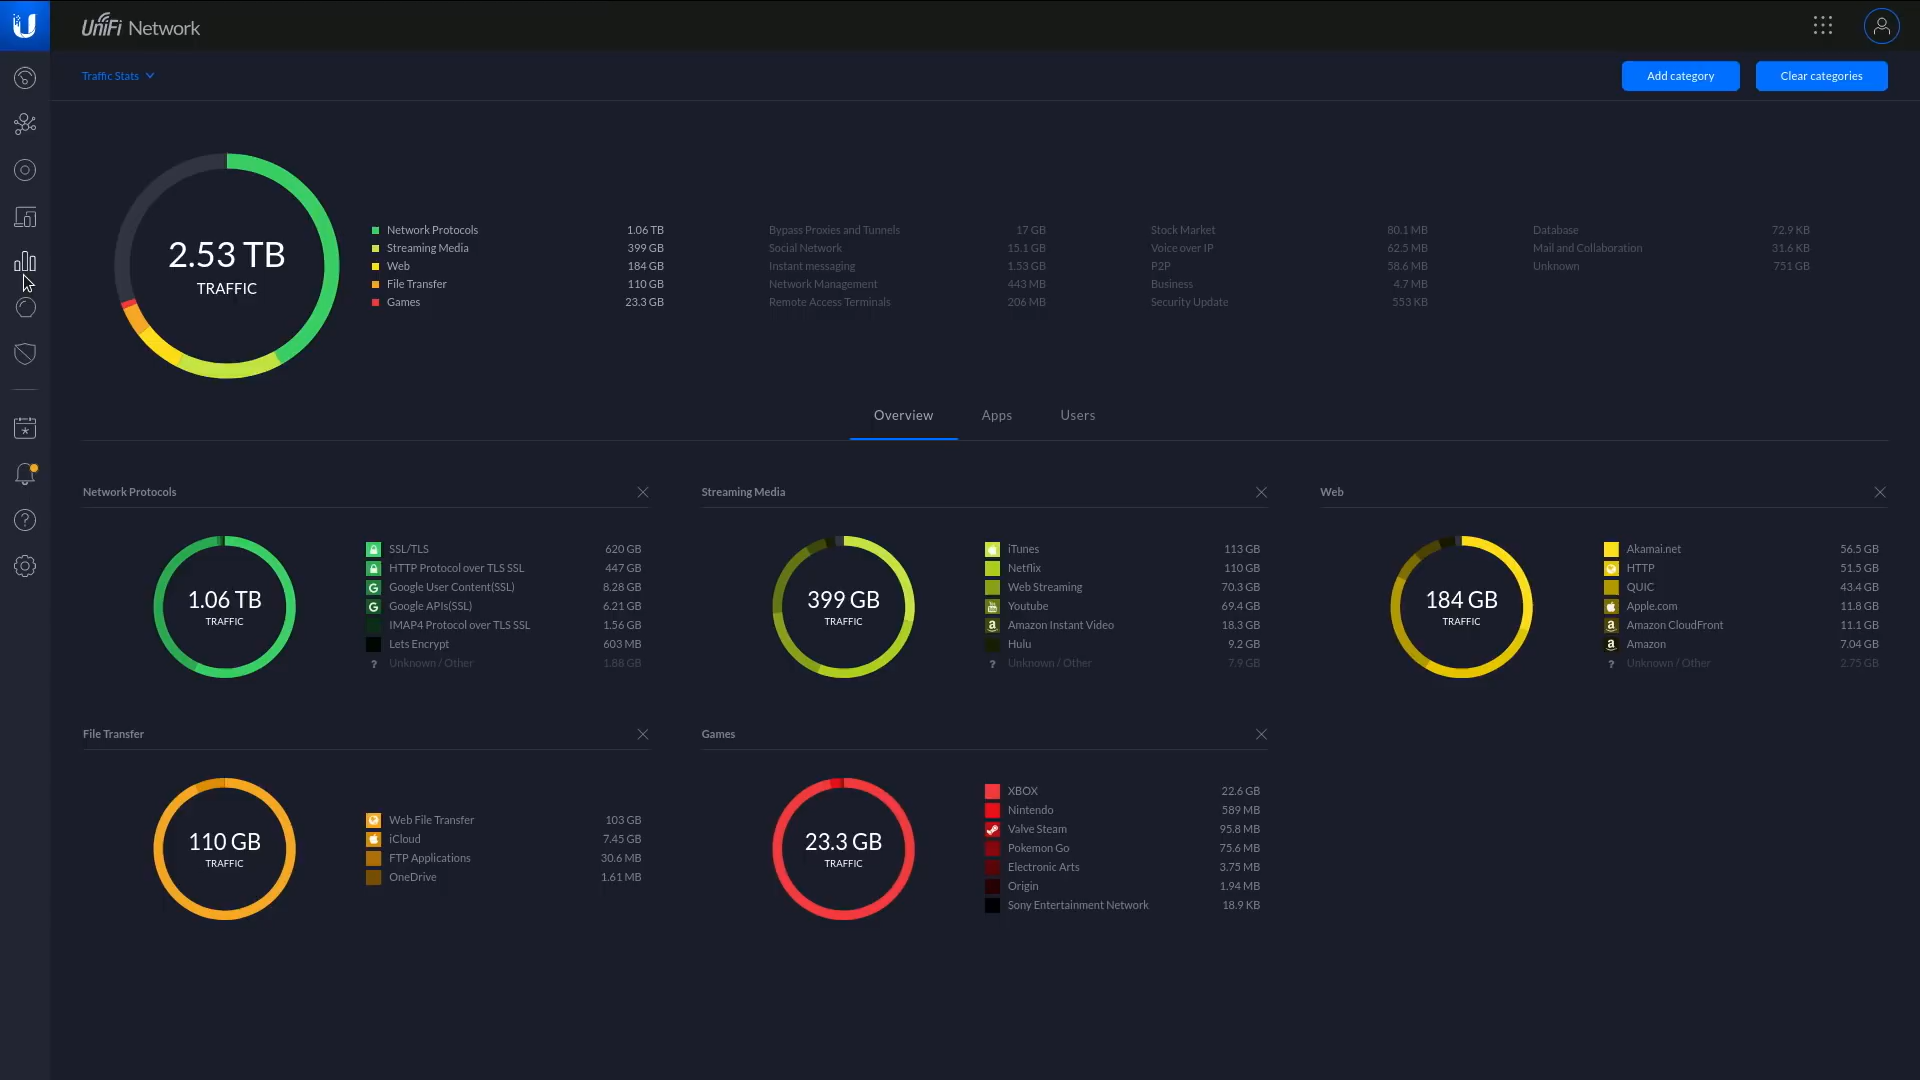 UniFi Network
Traffic Stats
Add category
Clear categories
2.53 TB
TRAFFIC
Network Protocols 1.06 TB
Streaming Media 399 GB
Web 184 GB
File Transfer 110 GB
Games 23.3 GB
Bypass Proxies and Tunnels 17 GB
Social Network 15.1 GB
Instant messaging 1.53 GB
Network Management 443 MB
Remote Access Terminals 206 MB
Stock Market 80.1 MB
Voice over IP 62.5 MB
P2P 58.6 MB
Business 4.7 MB
Security Update 553 KB
Database 72.9 KB
Mail and Collaboration 31.6 KB
Unknown 751 GB
Overview
Apps
Users
Network Protocols
1.06 TB
TRAFFIC
SSL/TLS 620 GB
HTTP Protocol over TLS SSL 447 GB
Google User Content(SSL) 8.28 GB
Google APIs(SSL) 6.21 GB
IMAP4 Protocol over TLS SSL 1.56 GB
Lets Encrypt 603 MB
? Unknown / Other 1.88 GB
Streaming Media
399 GB
TRAFFIC
iTunes 113 GB
Netflix 110 GB
Web Streaming 70.3 GB
Youtube 69.4 GB
Amazon Instant Video 18.3 GB
Hulu 9.2 GB
? Unknown / Other 7.9 GB
Web
184 GB
TRAFFIC
Akamai.net 56.5 GB
HTTP 51.5 GB
QUIC 43.4 GB
Apple.com 11.8 GB
Amazon CloudFront 11.1 GB
Amazon 7.04 GB
? Unknown / Other 2.75 GB
File Transfer
110 GB
TRAFFIC
Web File Transfer 103 GB
iCloud 7.45 GB
FTP Applications 30.6 MB
OneDrive 1.61 MB
Games
23.3 GB
TRAFFIC
XBOX 22.6 GB
Nintendo 589 MB
Valve Steam 95.8 MB
Pokemon Go 75.6 MB
Electronic Arts 3.75 MB
Origin 1.94 MB
Sony Entertainment Network 18.9 KB